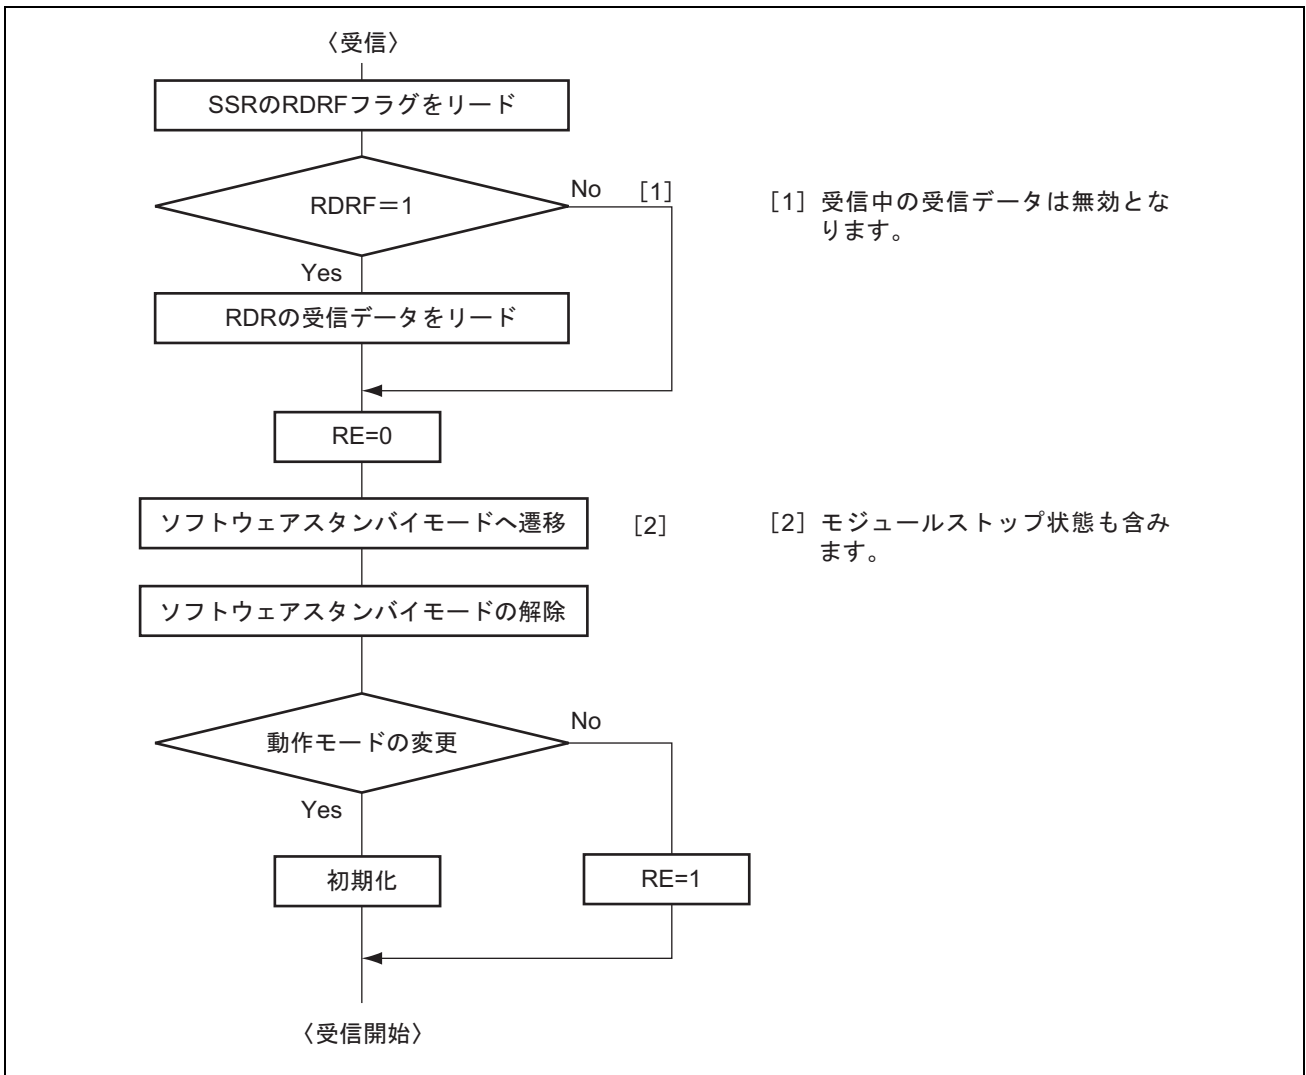 〈受信〉
SSRのRDRFフラグをリード
RDRF＝1
No
［1］
［1］受信中の受信データは無効とな
ります。
Yes
RDRの受信データをリード
RE=0
ソフトウェアスタンバイモードへ遷移
［2］
［2］モジュールストップ状態も含み
ます。
ソフトウェアスタンバイモードの解除
動作モードの変更
No
Yes
初期化
RE=1
〈受信開始〉